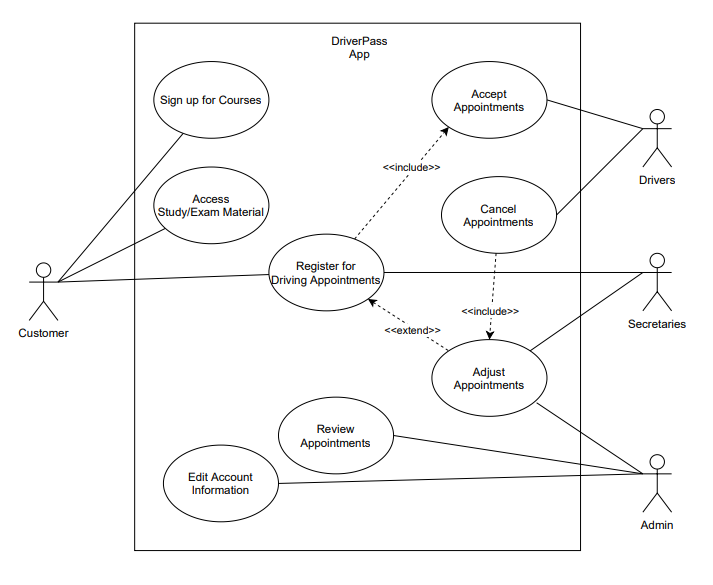 DriverPass
App
Sign up for Courses
Accept
Appointments
<<include>>
Drivers
Access
Study/Exam Material
Cancel
Appointments
Register for
Driving Appointments
Customer
<<include>>
Secretaries
<<extend>>
Adjust
Appointments
Review
Appointments
Edit Account
Information
Admin